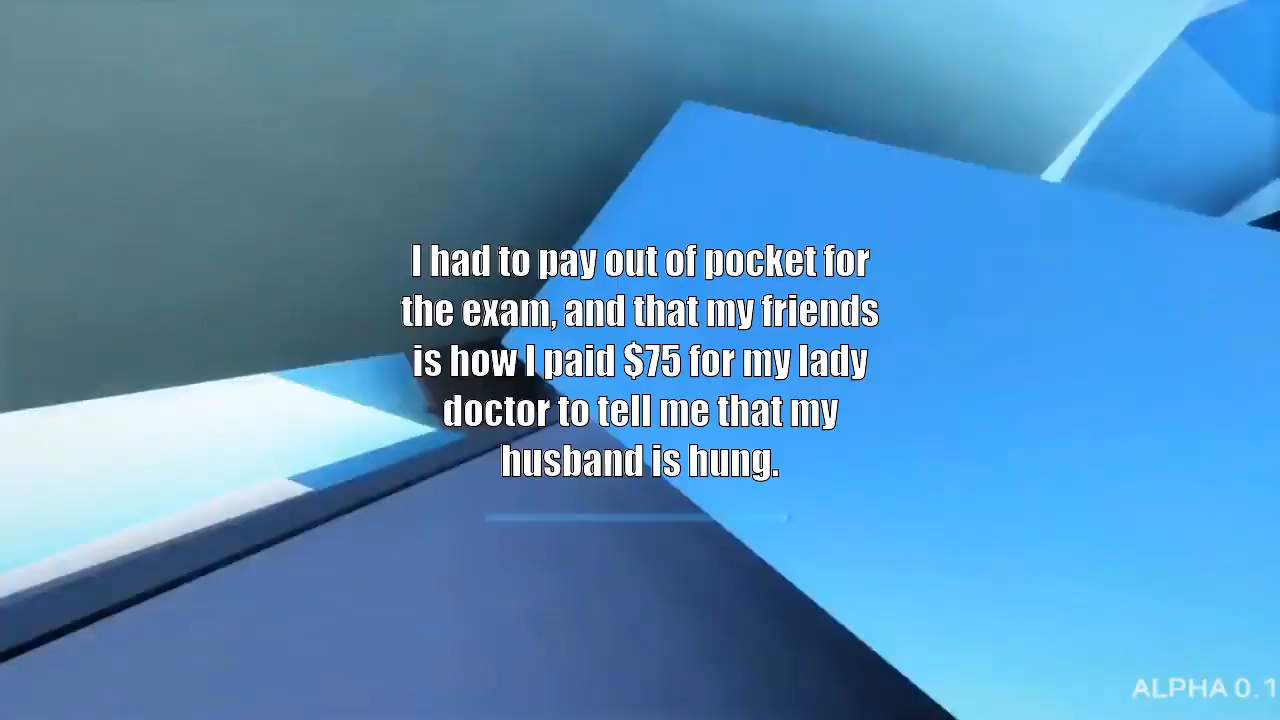 I had to pay out of pocket for
the exam, and that my friends
is how I paid $75 for my lady
doctor to tell me that my
husband is hung.
ALPHA 0.1